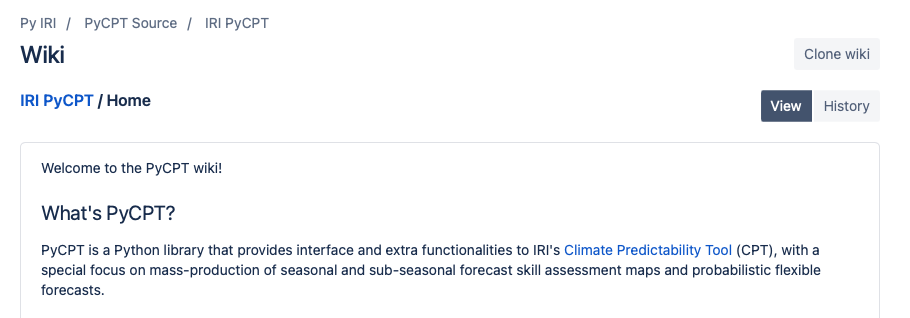 Py IRI / PyCPT Source / IRI PyCPT
Wiki
Clone wiki
IRI PyCPT / Home
View History
Welcome to the PyCPT wiki!
What's PyCPT?
PyCPT is a Python library that provides interface and extra functionalities to IRI's Climate Predictability Tool (CPT), with a
special focus on mass-production of seasonal and sub-seasonal forecast skill assessment maps and probabilistic flexible
forecasts.